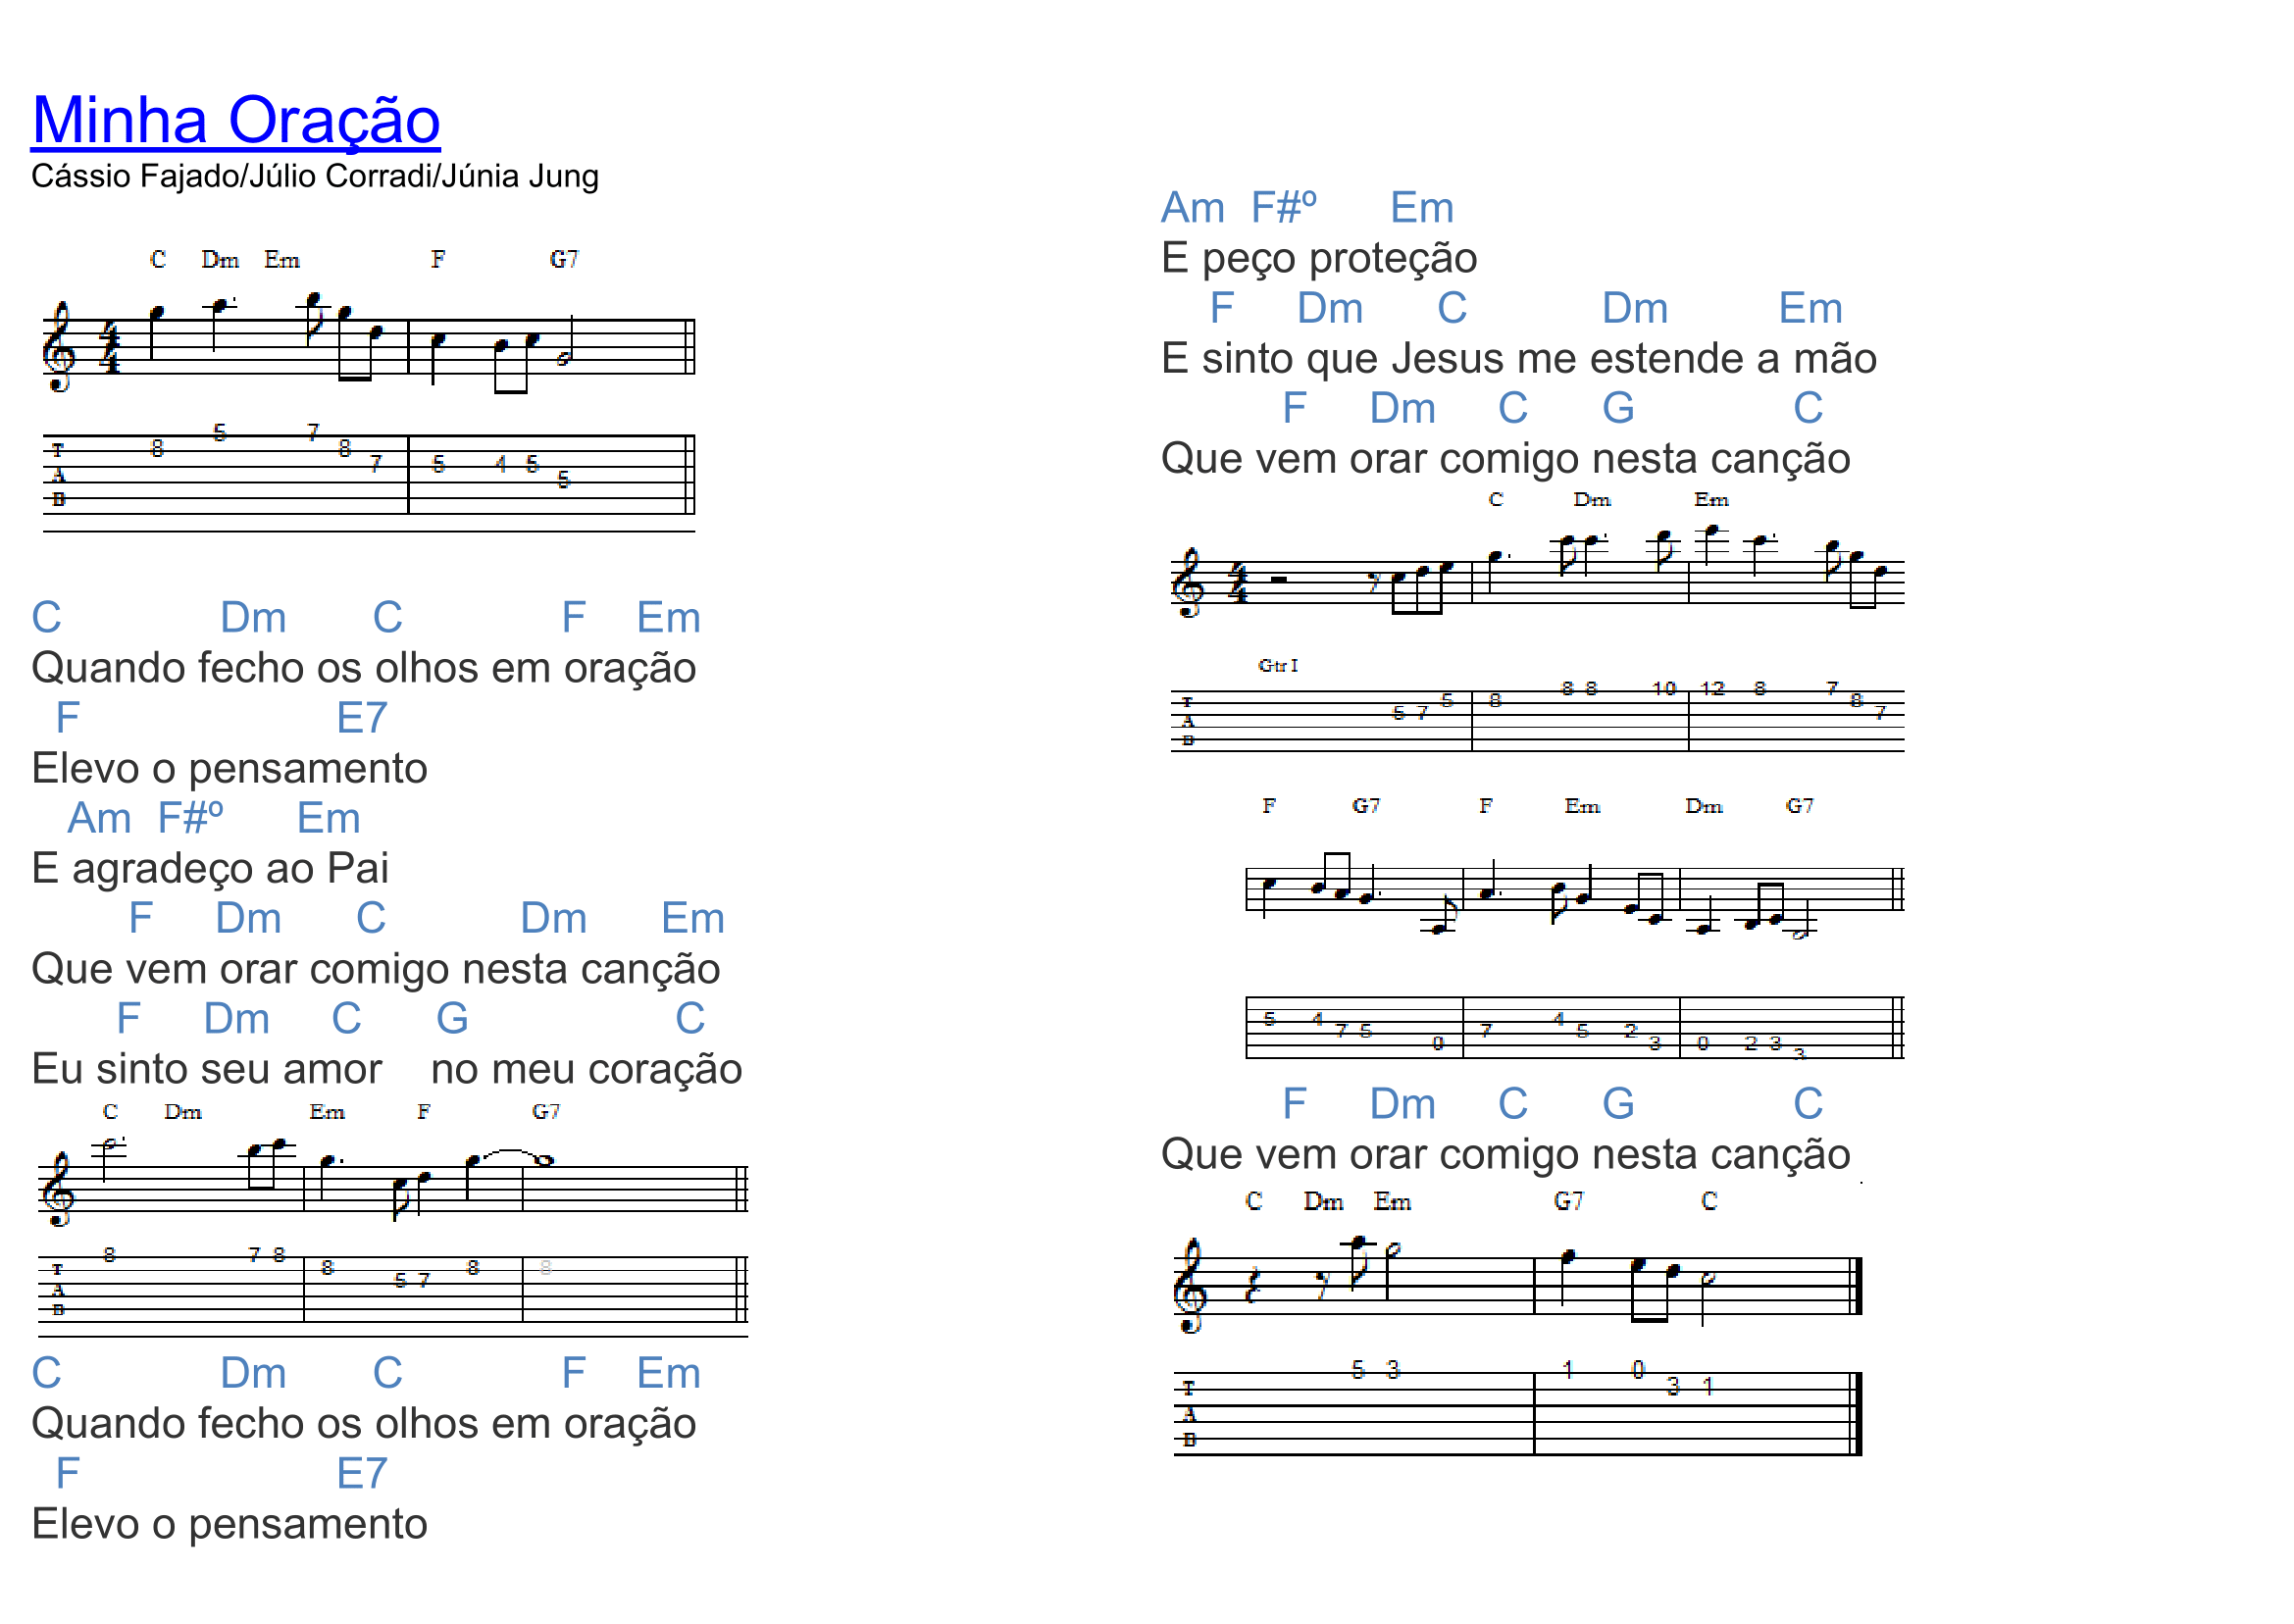 Minha Oração
Cássio Fajado/Júlio Corradi/Júnia Jung
C Dm Em F G7
4 4
T A B
8 5 7 8 7 5 4 5 5
C Dm C F Em
Quando fecho os olhos em oração
F E7
Elevo o pensamento
Am F#º Em
E agradeço ao Pai
F Dm C Dm Em
Que vem orar comigo nesta canção
F Dm C G C
Eu sinto seu amor no meu coração
C Dm Em F G7
T A B
8 7 8 8 5 7 8 8
C Dm C F Em
Quando fecho os olhos em oração
F E7
Elevo o pensamento
Am F#º Em
E peço proteção
F Dm C Dm Em
E sinto que Jesus me estende a mão
F Dm C G C
Que vem orar comigo nesta canção
C Dm Em
4 4
Gtr I
T A B
5 7 5 8 8 8 10 12 8 7 8 7
F G7 F Em Dm G7
5 4 7 5 0 7 4 5 2 3 0 2 3 3
F Dm C G C
Que vem orar comigo nesta canção
C Dm Em G7 C
T A B
5 3 1 0 3 1